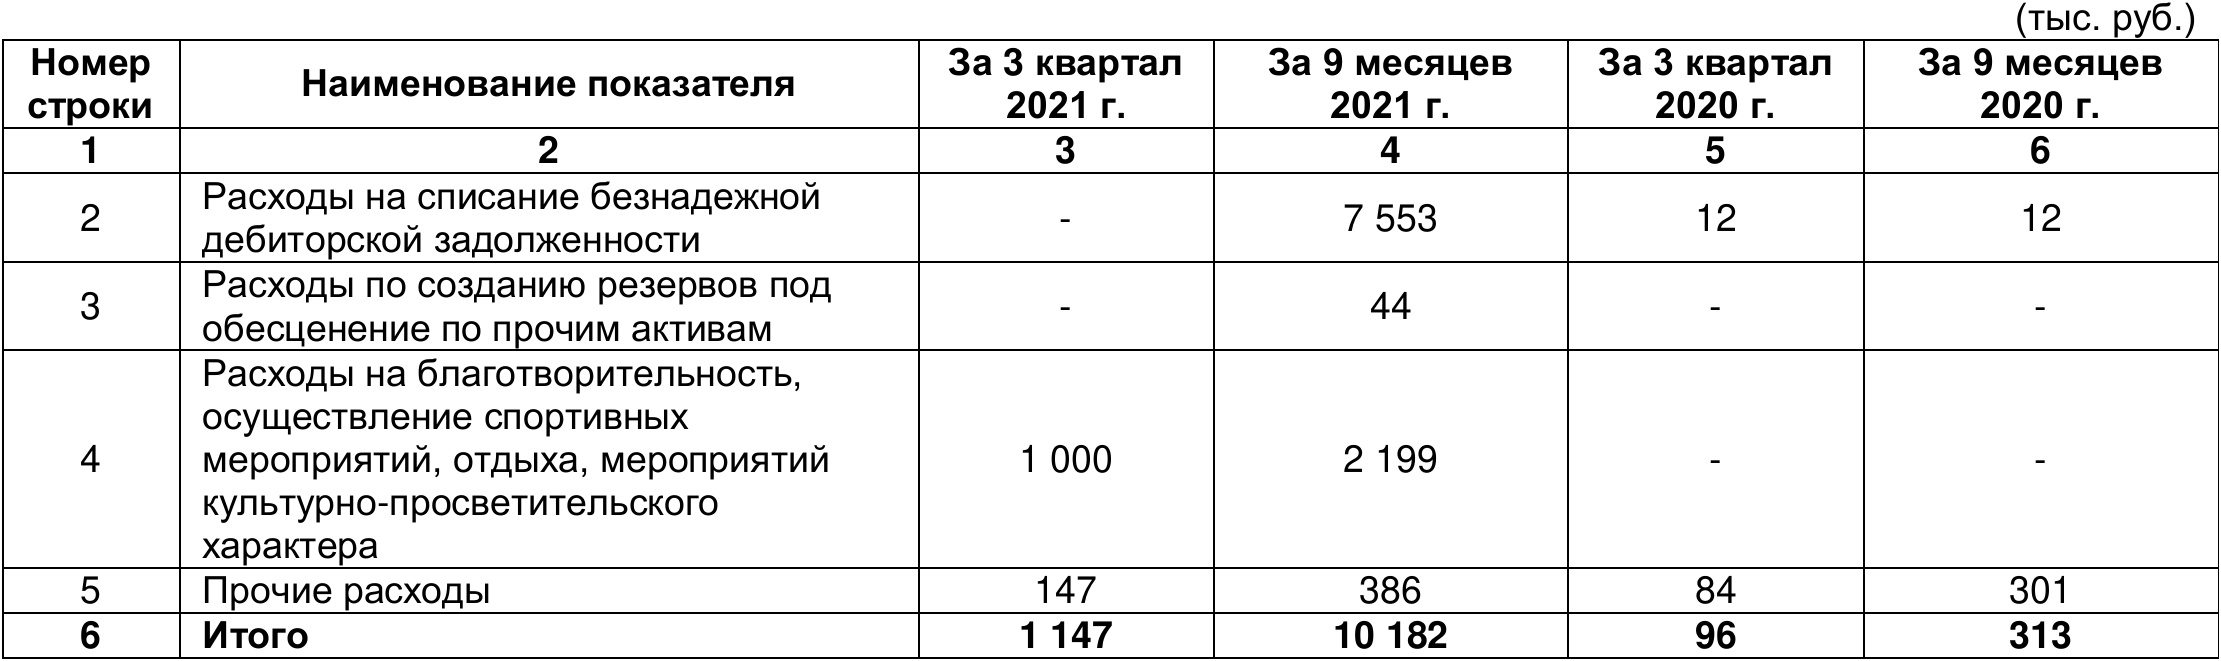 (тыс. руб.)
Номер строки Наименование показателя За 3 квартал 2021 г. За 9 месяцев 2021 г. За 3 квартал 2020 г. За 9 месяцев 2020 г.
1 2 3 4 5 6
2 Расходы на списание безнадежной
дебиторской задолженности - 7 553 12 12
3 Расходы по созданию резервов под
обесценение по прочим активам - 44 - -
4 Расходы на благотворительность,
осуществление спортивных
мероприятий, отдыха, мероприятий
культурно-просветительского
характера 1 000 2 199 - -
5 Прочие расходы 147 386 84 301
6 Итого 1 147 10 182 96 313